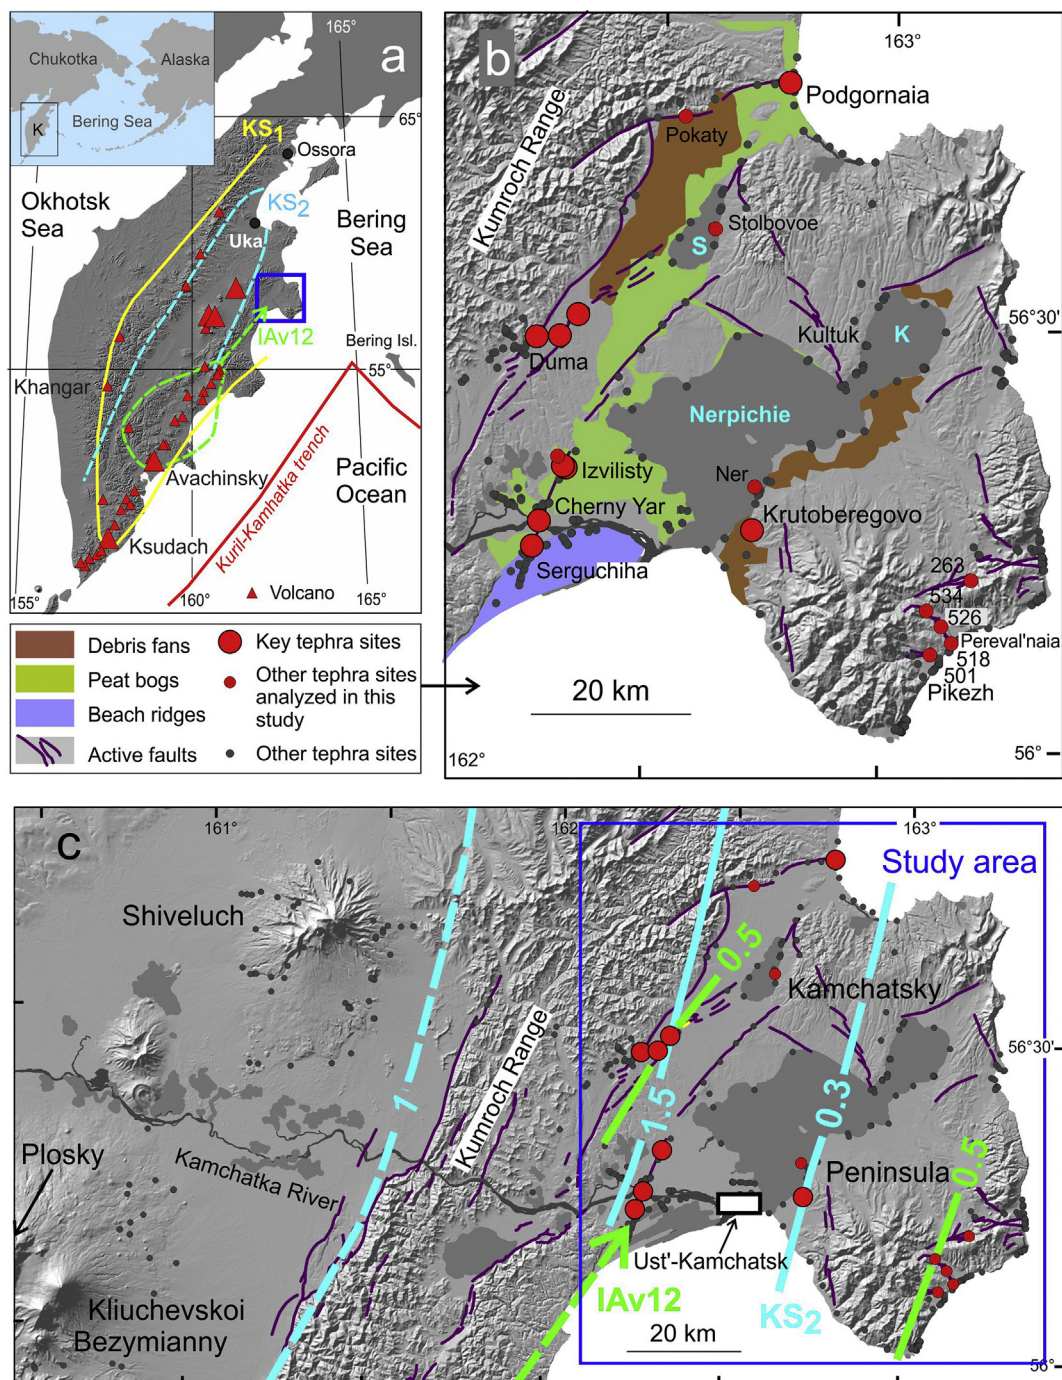 165°
a
Chukotka
Alaska
K
Bering Sea
KS1
65°
Ossora
Okhotsk
Sea
KS2
Uka
Bering
Sea
IAv12
Bering Isl.
55°
Khangar
Avachinsky
Pacific
Ocean
Kuril-Kamhatka trench
Ksudach
Volcano
155°
160°
165°
Debris fans
Key tephra sites
Peat bogs
Other tephra sites
analyzed in this
study
Beach ridges
Active faults
Other tephra sites
b
163°
Podgornaia
Pokaty
Kumroch Range
Stolbovoe
S
Kultuk
K
56°30'
Duma
Nerpichie
Izvilisty
Ner
Cherny Yar
Krutoberegovo
Serguchiha
263
534
526
Pereval'naia
518
501
Pikezh
20 km
162°
56°
c
161°
162
163°
Study area
Shiveluch
0.5
Kamchatsky
Kumroch Range
56°30'
1
1.5
0.3
Plosky
Kamchatka River
Peninsula
0.5
Ust'-Kamchatsk
Kliuchevskoi
Bezymianny
IAv12
KS2
20 km
56°